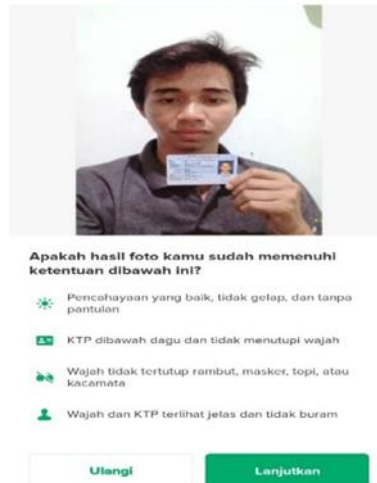 Apakah hasil foto kamu sudah memenuhi
ketentuan dibawah ini?
Pencahayaan yang baik, tidak gelap, dan tanpa
pantulan
KTP dibawah dagu dan tidak menutupi wajah
Wajah tidak tertutup rambut, masker, topi, atau
kacamata
Wajah dan KTP terlihat jelas dan tidak buram
Ulangi
Lanjutkan